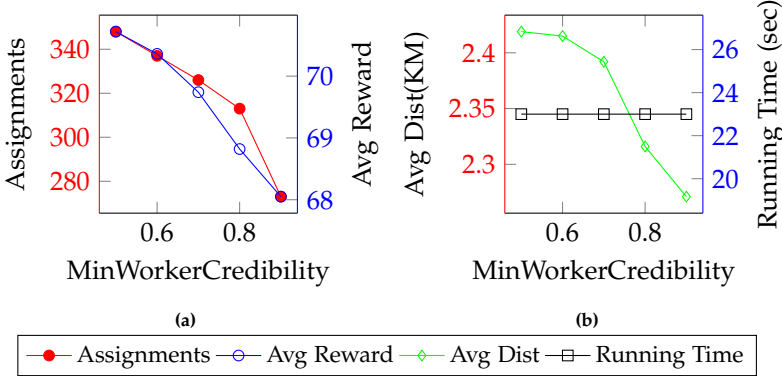 340
320
300
280
Assignments
70
69
68
Avg Reward
0.6 0.8
MinWorkerCredibility
(a)
2.4
2.35
2.3
Avg Dist(KM)
26
24
22
20
Running Time (sec)
0.6 0.8
MinWorkerCredibility
(b)
Assignments Avg Reward Avg Dist Running Time